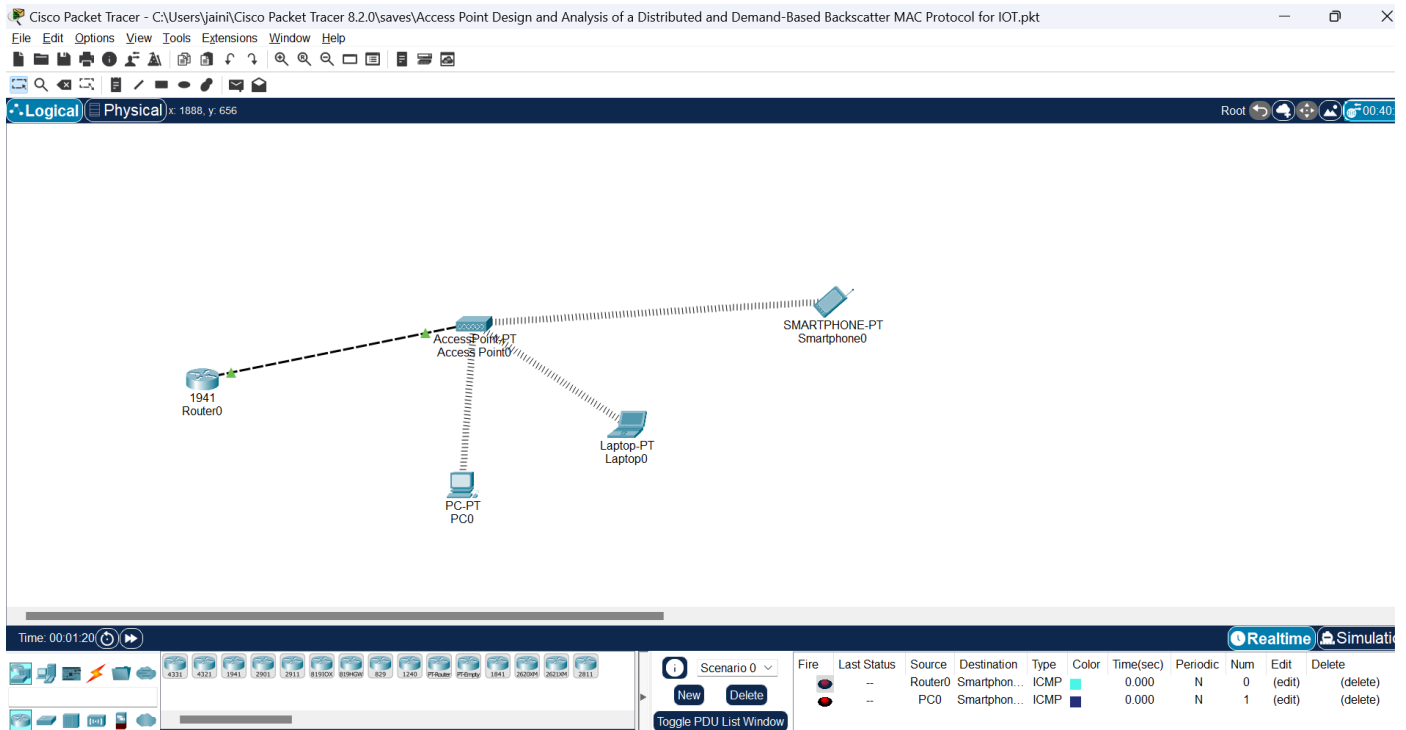 Cisco Packet Tracer - C:\Users\jaini\Cisco Packet Tracer 8.2.0\saves\Access Point Design and Analysis of a Distributed and Demand-Based Backscatter MAC Protocol for IOT.pkt
File Edit Options View Tools Extensions Window Help
Logical Physical x: 1888, y: 656 Root 00:40:
SMARTPHONE-PT
Smartphone0
AccessPoint-PT
Access Point0
1941
Router0
Laptop-PT
Laptop0
PC-PT
PC0
Time: 00:01:20 Realtime Simulatio
4331 4321 1941 2901 2911 819IOX 819HGW 829 1240 PT-Router PT-Empty 1841 2620XM 2621XM 2811
Scenario 0
New Delete
Toggle PDU List Window
Fire Last Status Source Destination Type Color Time(sec) Periodic Num Edit Delete
-- Router0 Smartphon... ICMP 0.000 N 0 (edit) (delete)
-- PC0 Smartphon... ICMP 0.000 N 1 (edit) (delete)